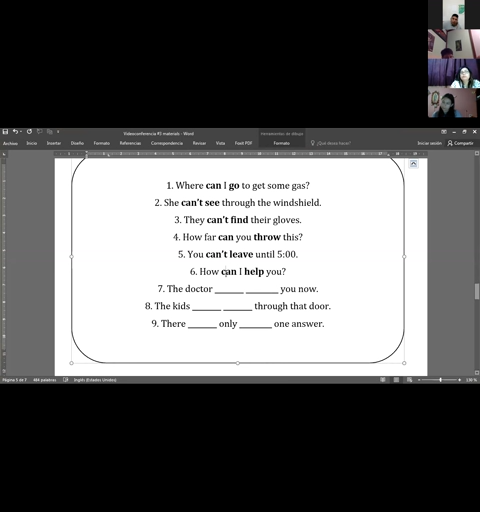 Videoconferencia #3 materials - Word
Herramientas de dibujo
Archivo Inicio Insertar Diseño Formato Referencias Correspondencia Revisar Vista Foxit PDF Formato ¿Qué desea hacer? Iniciar sesión Compartir
1. Where can I go to get some gas?
2. She can't see through the windshield.
3. They can't find their gloves.
4. How far can you throw this?
5. You can't leave until 5:00.
6. How can I help you?
7. The doctor ______ ______ you now.
8. The kids ______ ______ through that door.
9. There ______ only ______ one answer.
Página 5 de 7 484 palabras Inglés (Estados Unidos) 130 %